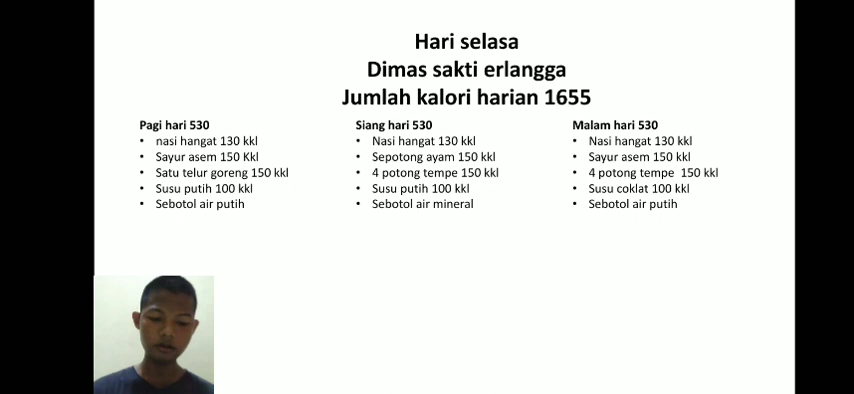 Hari selasa
Dimas sakti erlangga
Jumlah kalori harian 1655
Pagi hari 530
• nasi hangat 130 kkl
• Sayur asem 150 Kkl
• Satu telur goreng 150 kkl
• Susu putih 100 kkl
• Sebotol air putih
Siang hari 530
• Nasi hangat 130 kkl
• Sepotong ayam 150 kkl
• 4 potong tempe 150 kkl
• Susu putih 100 kkl
• Sebotol air mineral
Malam hari 530
• Nasi hangat 130 kkl
• Sayur asem 150 kkl
• 4 potong tempe  150 kkl
• Susu coklat 100 kkl
• Sebotol air putih